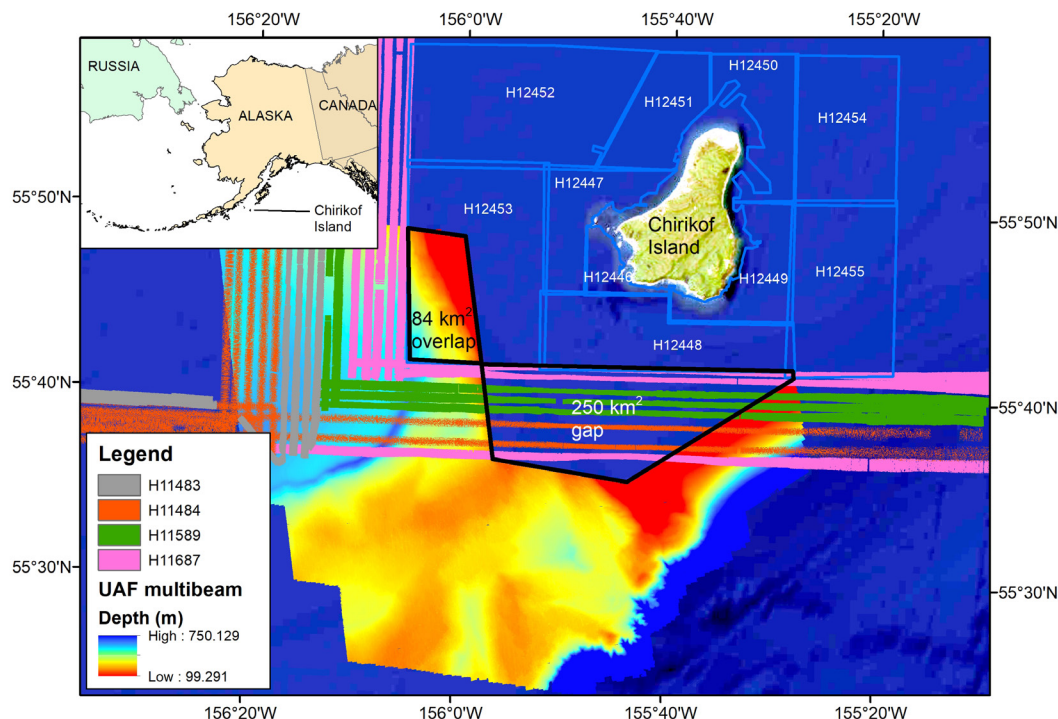 156°20'W
156°0'W
155°40'W
155°20'W
RUSSIA
ALASKA
CANADA
Chirikof
Island
H12450
H12452
H12451
H12454
55°50'N
H12447
H12453
55°50'N
Chirikof
Island
H12446
H12449
H12455
84 km²
overlap
H12448
55°40'N
250 km²
gap
55°40'N
Legend
H11483
H11484
H11589
H11687
UAF multibeam
Depth (m)
High : 750.129
Low : 99.291
55°30'N
55°30'N
156°20'W
156°0'W
155°40'W
155°20'W